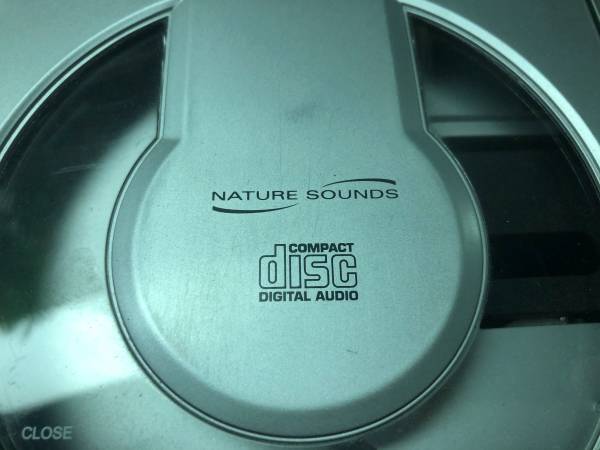 NATURE SOUNDS
COMPACT
disc
DIGITAL AUDIO
CLOSE